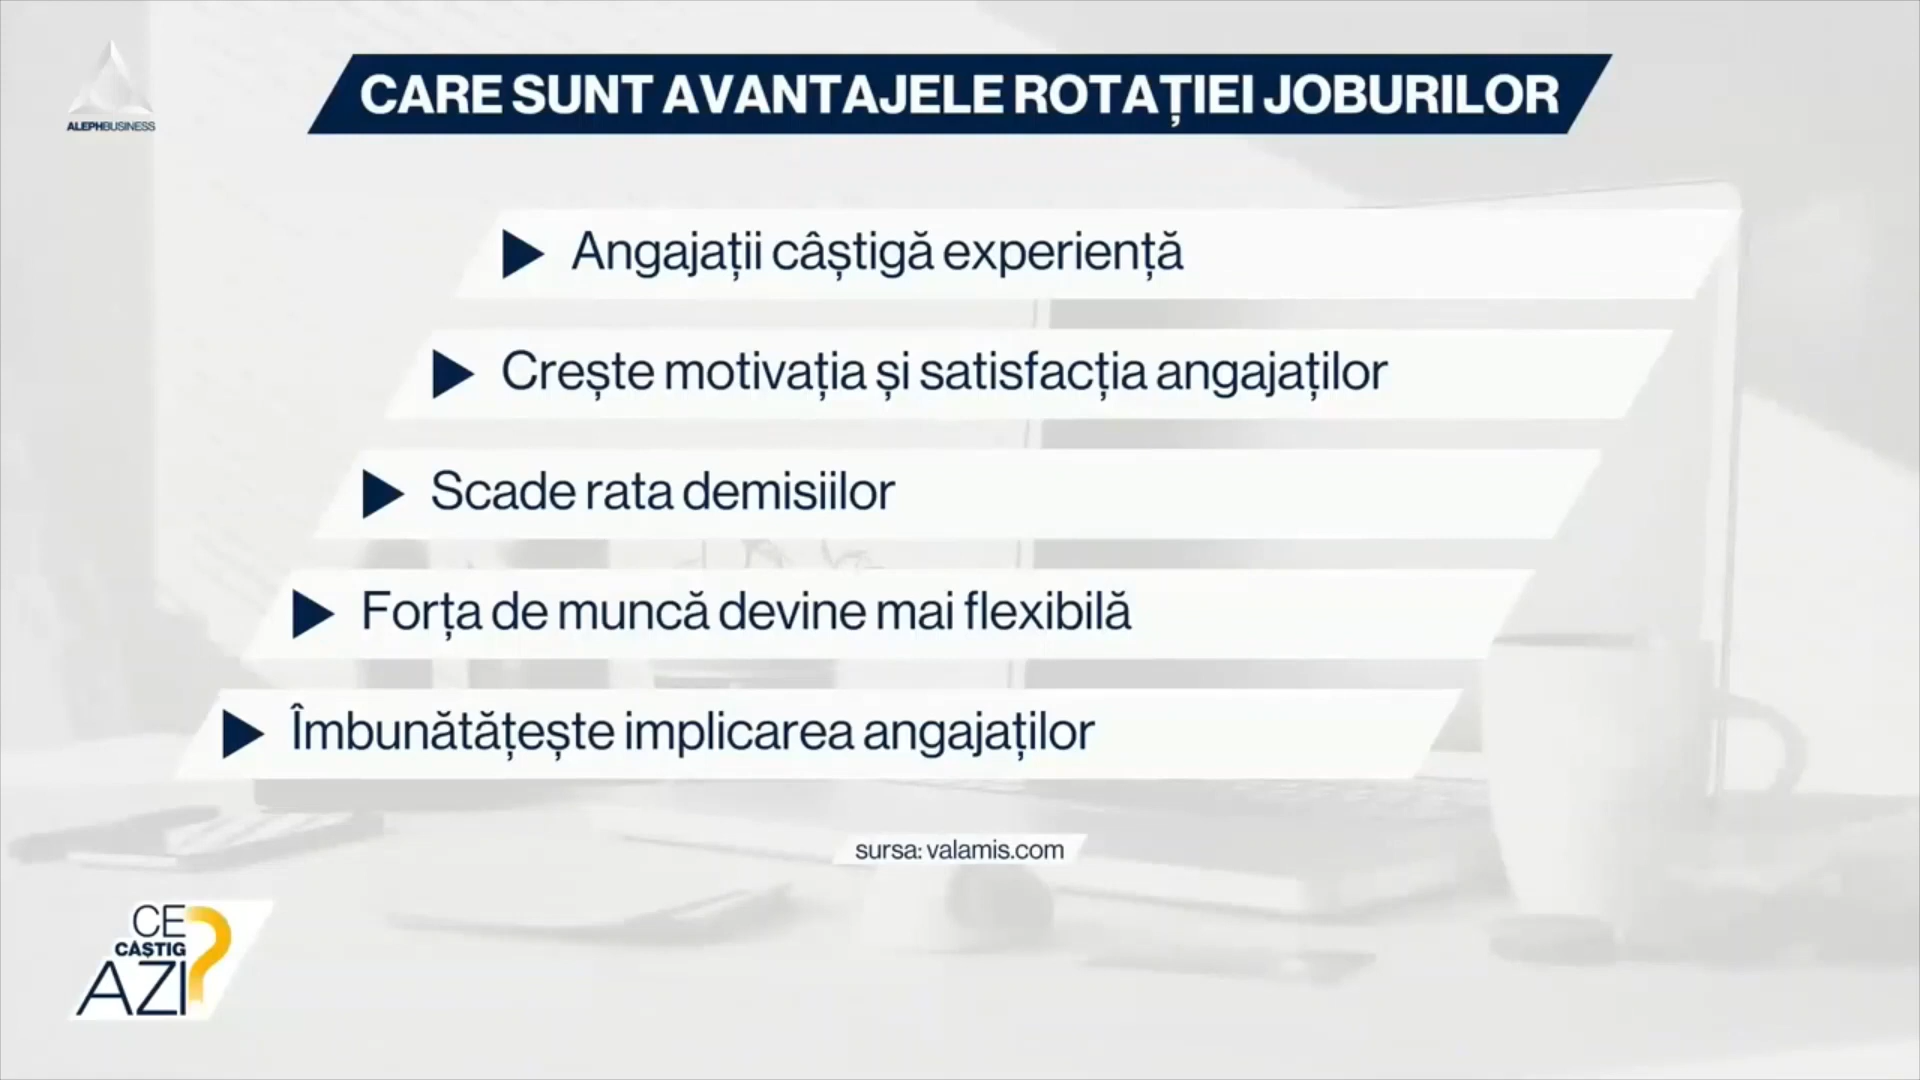 ALEPHBUSINESS
CARE SUNT AVANTAJELE ROTAȚIEI JOBURILOR
Angajații câștigă experiență
Crește motivația și satisfacția angajaților
Scade rata demisiilor
Forța de muncă devine mai flexibilă
Îmbunătățește implicarea angajaților
sursa: valamis.com
CE
CÂȘTIG
AZI?